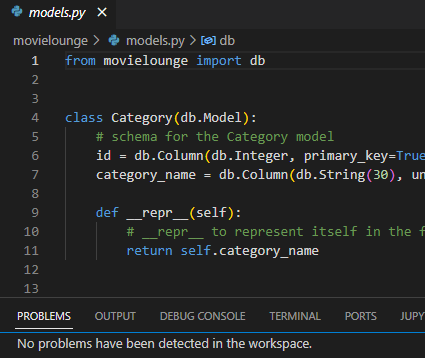 models.py ×
movielounge > models.py > db
1 from movielounge import db
2
3
4 class Category(db.Model):
5 # schema for the Category model
6 id = db.Column(db.Integer, primary_key=True
7 category_name = db.Column(db.String(30), un
8
9 def __repr__(self):
10 # __repr__ to represent itself in the f
11 return self.category_name
12
13
PROBLEMS OUTPUT DEBUG CONSOLE TERMINAL PORTS JUPY
No problems have been detected in the workspace.